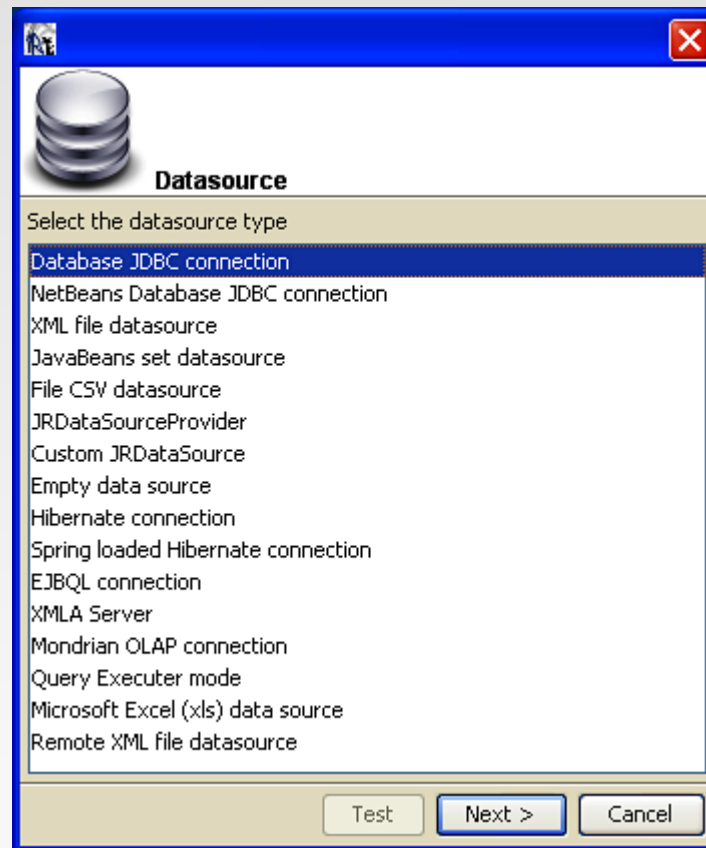 Datasource
Select the datasource type
Database JDBC connection
NetBeans Database JDBC connection
XML file datasource
JavaBeans set datasource
File CSV datasource
JRDataSourceProvider
Custom JRDataSource
Empty data source
Hibernate connection
Spring loaded Hibernate connection
EJBQL connection
XMLA Server
Mondrian OLAP connection
Query Executer mode
Microsoft Excel (xls) data source
Remote XML file datasource
Test Next > Cancel